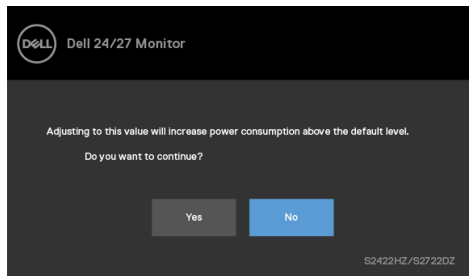 DELL
Dell 24/27 Monitor
Adjusting to this value will increase power consumption above the default level.
Do you want to continue?
Yes No
S2422HZ/S2722DZ